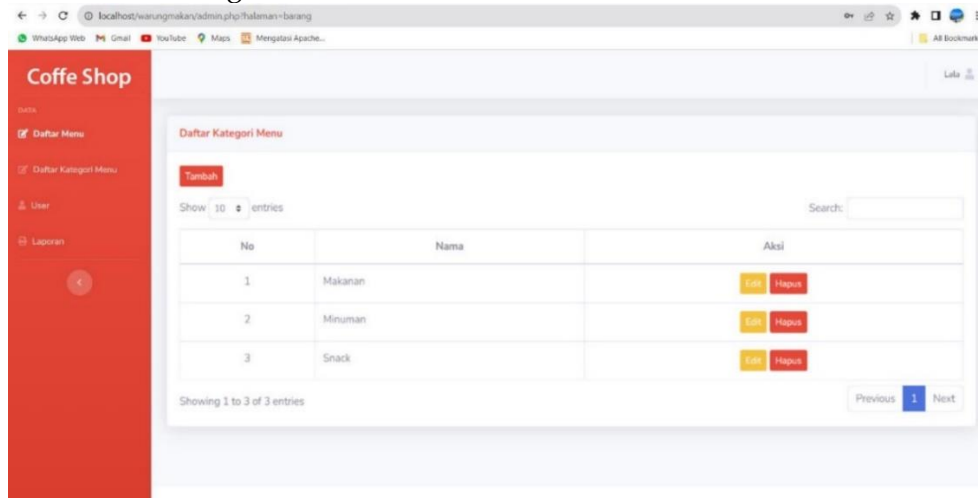 localhost/warungmakan/admin.php?halaman=barang
WhatsApp Web Gmail YouTube Maps Mengatasi Apache... All Bookmark
Coffe Shop
Lela
DATA
Daftar Menu
Daftar Kategori Menu
User
Laporan
Daftar Kategori Menu
Tambah
Show 10 entries Search:
No Nama Aksi
1 Makanan Edit Hapus
2 Minuman Edit Hapus
3 Snack Edit Hapus
Showing 1 to 3 of 3 entries Previous 1 Next